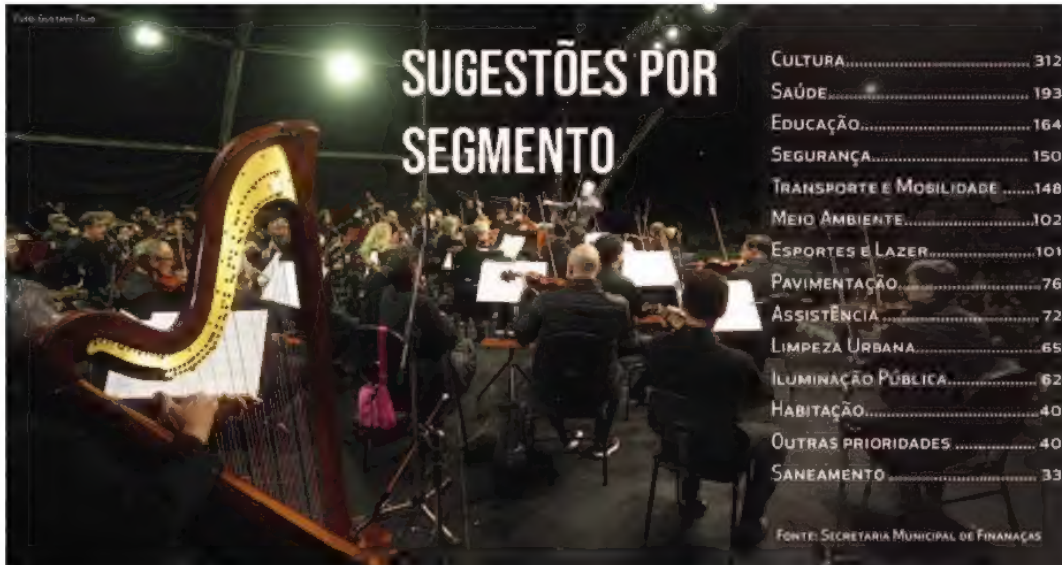 SUGESTÕES POR
SEGMENTO
CULTURA.......................................... 312
SAÚDE............................................. 193
EDUCAÇÃO...................................... 164
SEGURANÇA.................................... 150
TRANSPORTE E MOBILIDADE ......148
MEIO AMBIENTE............................102
ESPORTES E LAZER........................101
PAVIMENTAÇÃO............................ 76
ASSISTÊNCIA ................................ 72
LIMPEZA URBANA......................... 65
ILUMINAÇÃO PÚBLICA................. 62
HABITAÇÃO.................................. 40
OUTRAS PRIORIDADES ................ 40
SANEAMENTO .............................. 33
FONTE: SECRETARIA MUNICIPAL DE FINANAÇAS